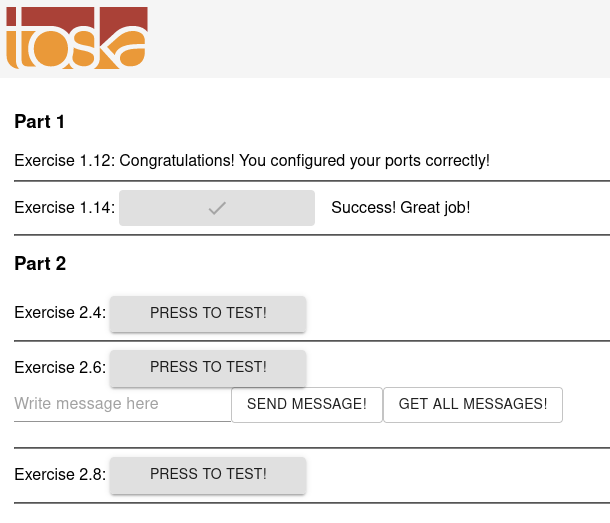 toska
Part 1
Exercise 1.12: Congratulations! You configured your ports correctly!
Exercise 1.14: Success! Great job!
Part 2
Exercise 2.4: PRESS TO TEST!
Exercise 2.6: PRESS TO TEST!
Write message here SEND MESSAGE! GET ALL MESSAGES!
Exercise 2.8: PRESS TO TEST!